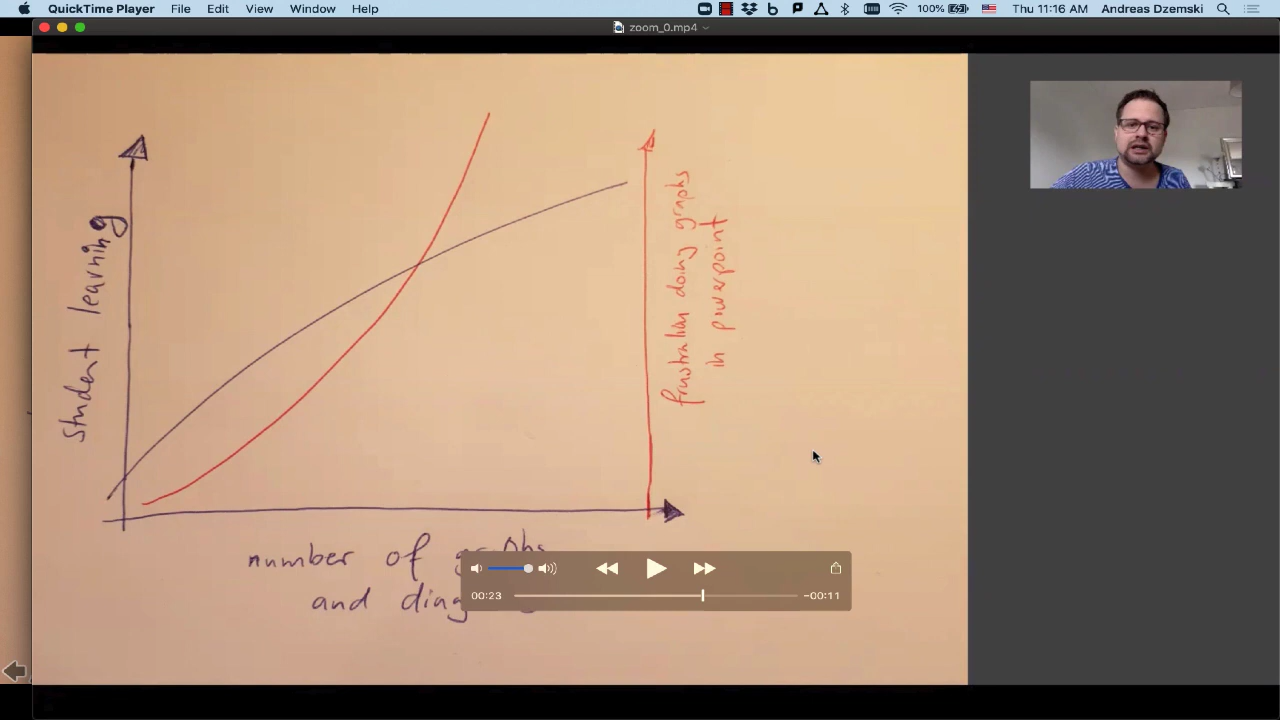 QuickTime Player File Edit View Window Help 100% Thu 11:16 AM Andreas Dzemski
zoom_0.mp4
Student learning
frustration doing graphs
in powerpoint
number of graphs
and
00:23 -00:11